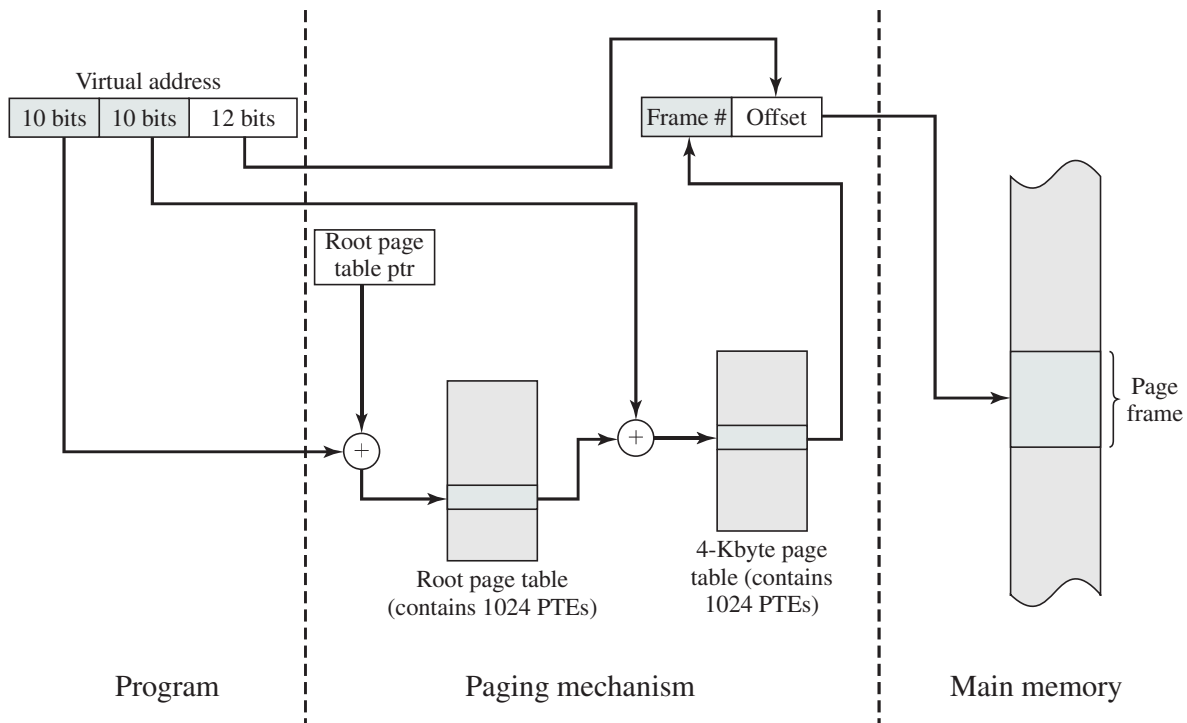 Virtual address
10 bits
10 bits
12 bits
Frame #
Offset
Root page
table ptr
+
+
Page
frame
4-Kbyte page
table (contains
1024 PTEs)
Root page table
(contains 1024 PTEs)
Program
Paging mechanism
Main memory